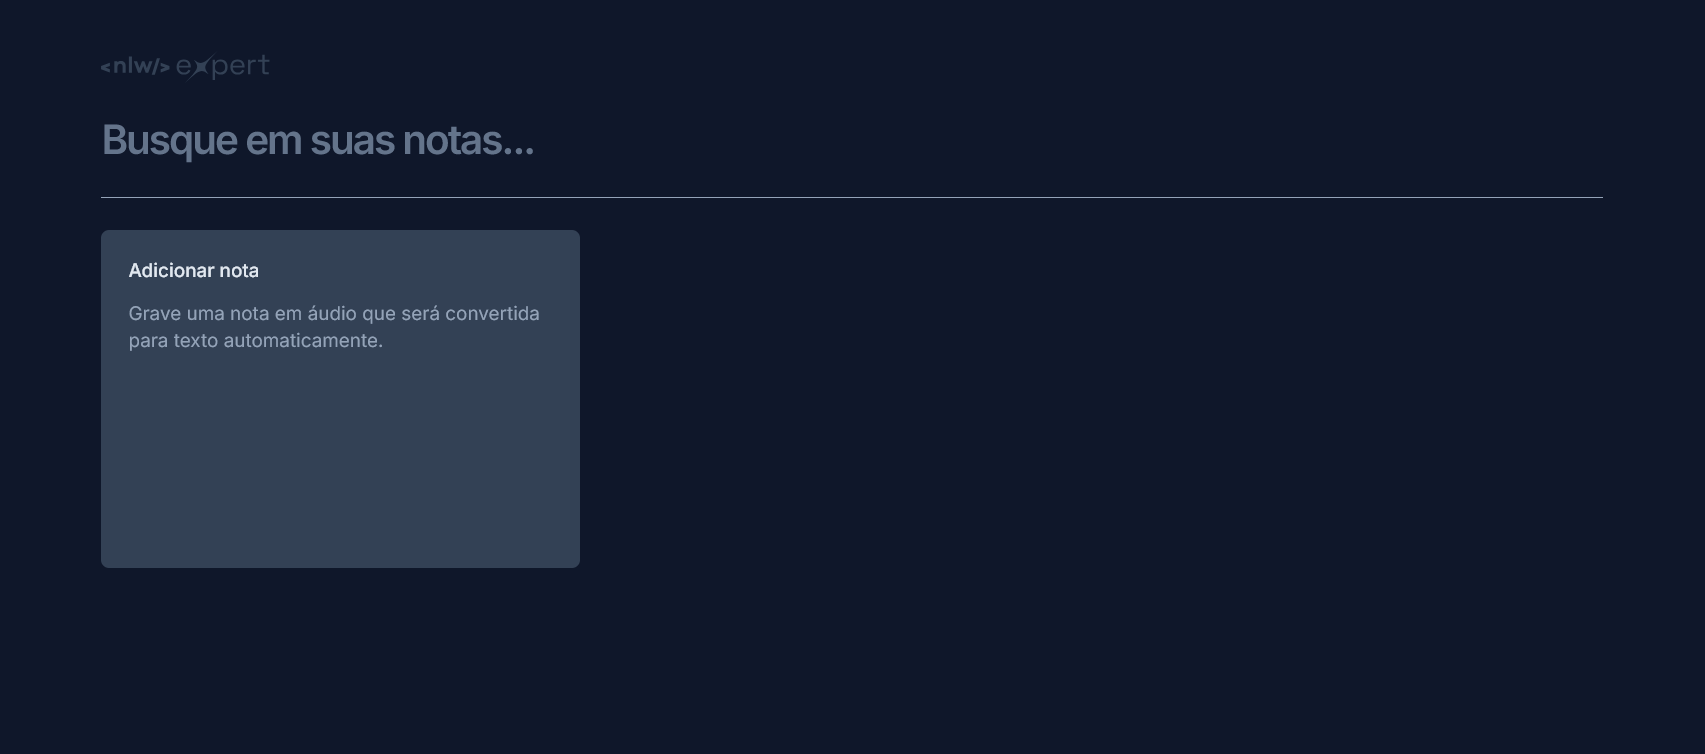 <nlw/> expert
Busque em suas notas...
Adicionar nota
Grave uma nota em áudio que será convertida
para texto automaticamente.